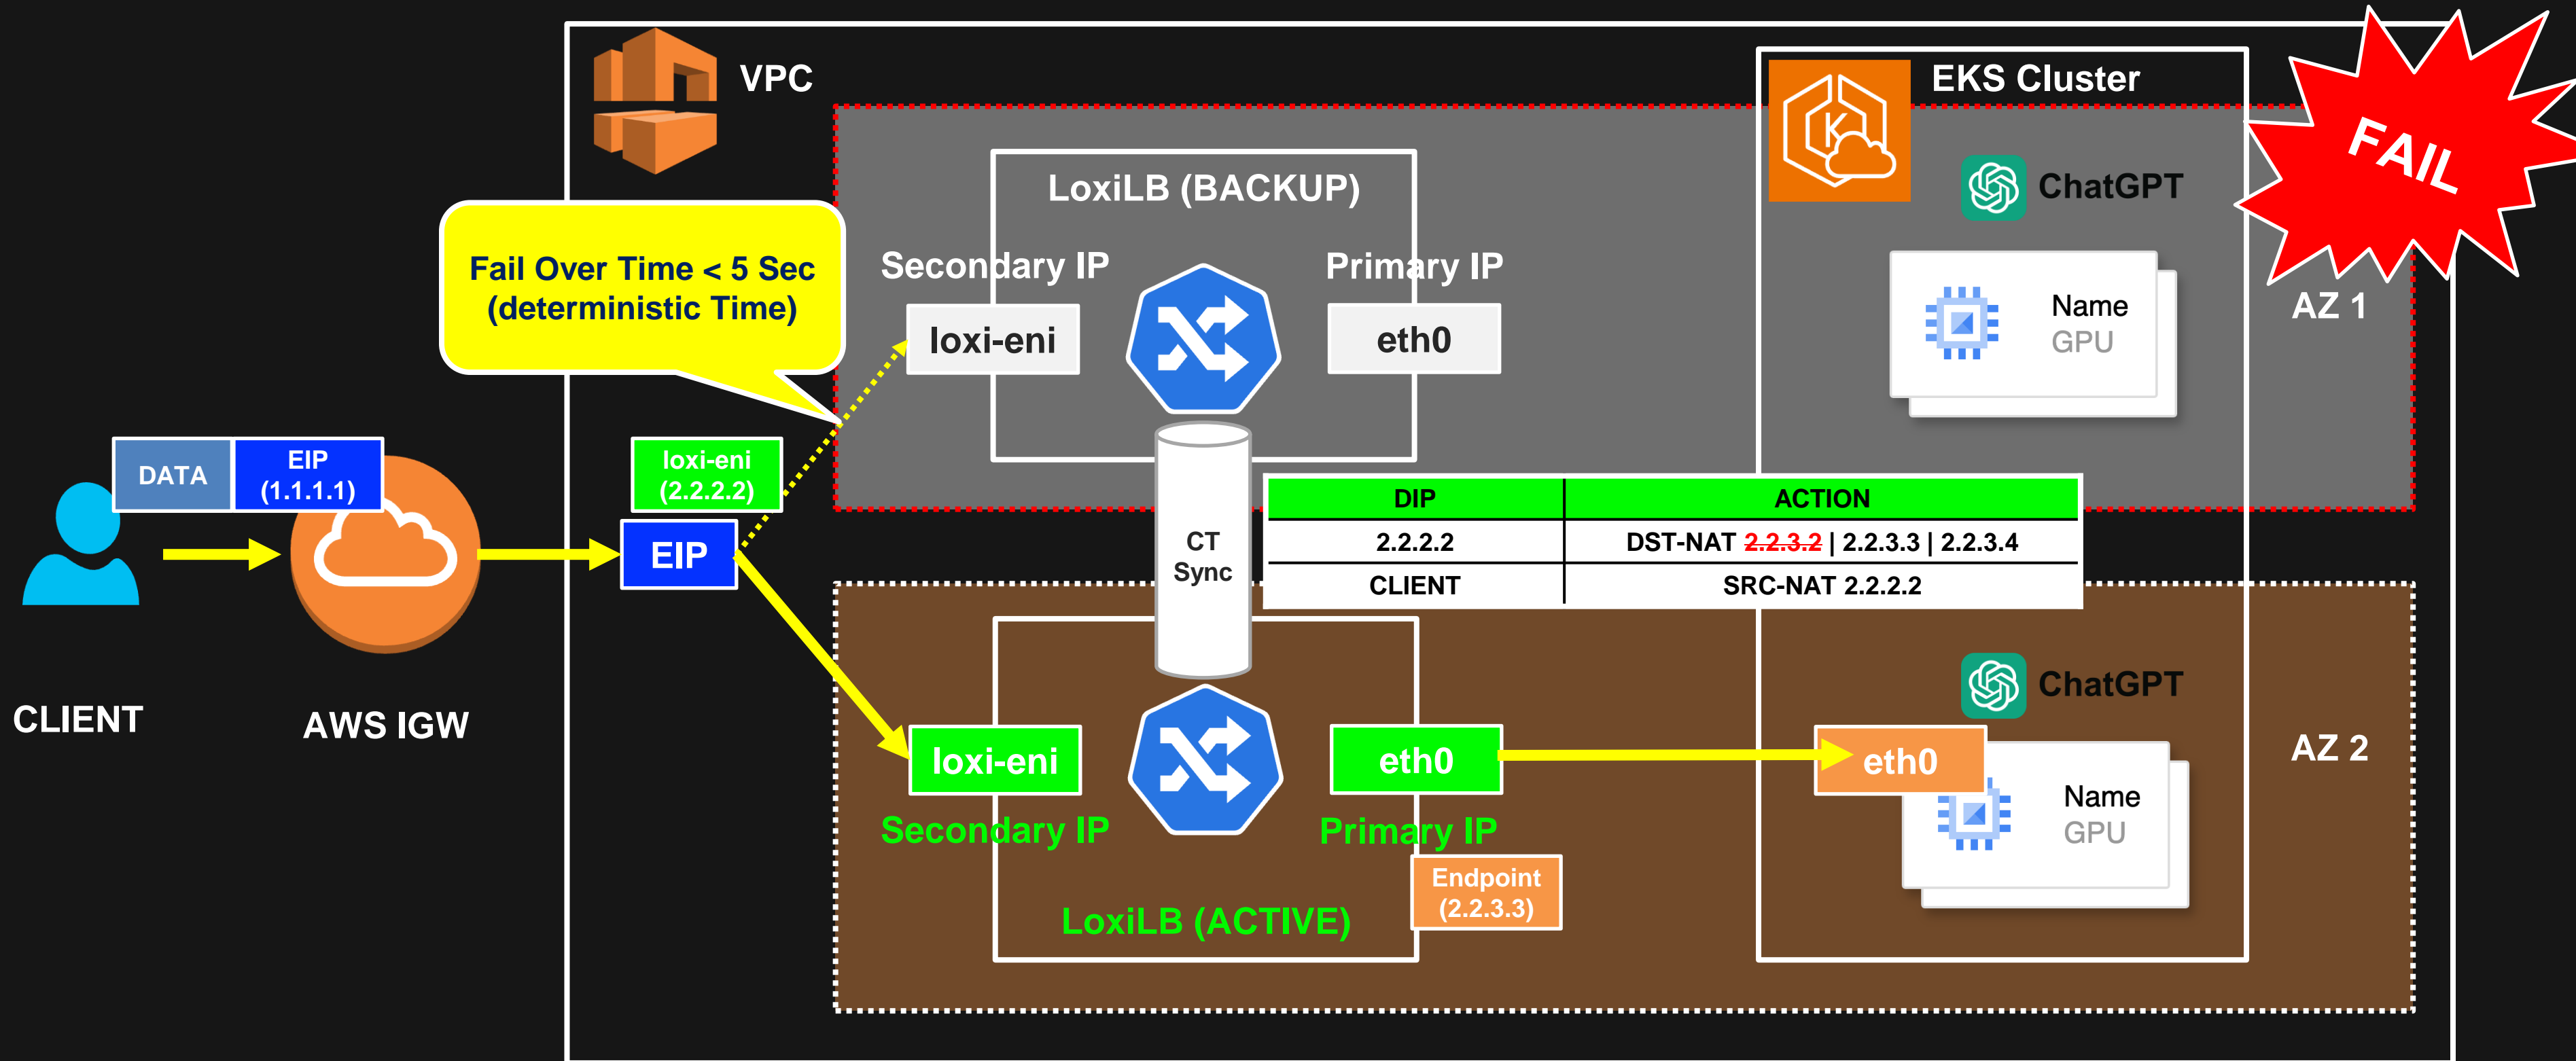 VPC
EKS Cluster
FAIL
LoxiLB (BACKUP)
ChatGPT
Fail Over Time < 5 Sec
(deterministic Time)
Secondary IP
Primary IP
loxi-eni
eth0
Name
GPU
AZ 1
DATA
EIP
(1.1.1.1)
loxi-eni
(2.2.2.2)
EIP
CT
Sync
DIP ACTION
2.2.2.2 DST-NAT 2.2.3.2 | 2.2.3.3 | 2.2.3.4
CLIENT SRC-NAT 2.2.2.2
CLIENT
AWS IGW
ChatGPT
loxi-eni
eth0
eth0
AZ 2
Secondary IP
Primary IP
Name
GPU
LoxiLB (ACTIVE)
Endpoint
(2.2.3.3)